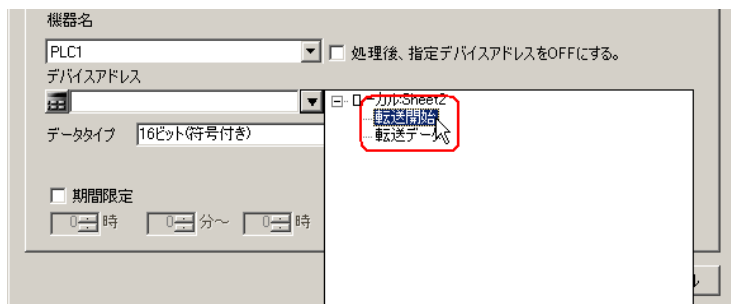 機器名
PLC1
処理後、指定デバイスアドレスをOFFにする。
デバイスアドレス
ローカル:Sheet2
転送開始
転送データ
データタイプ 16ビット(符号付き)
期間限定
0 時 0 分～ 0 時
ル